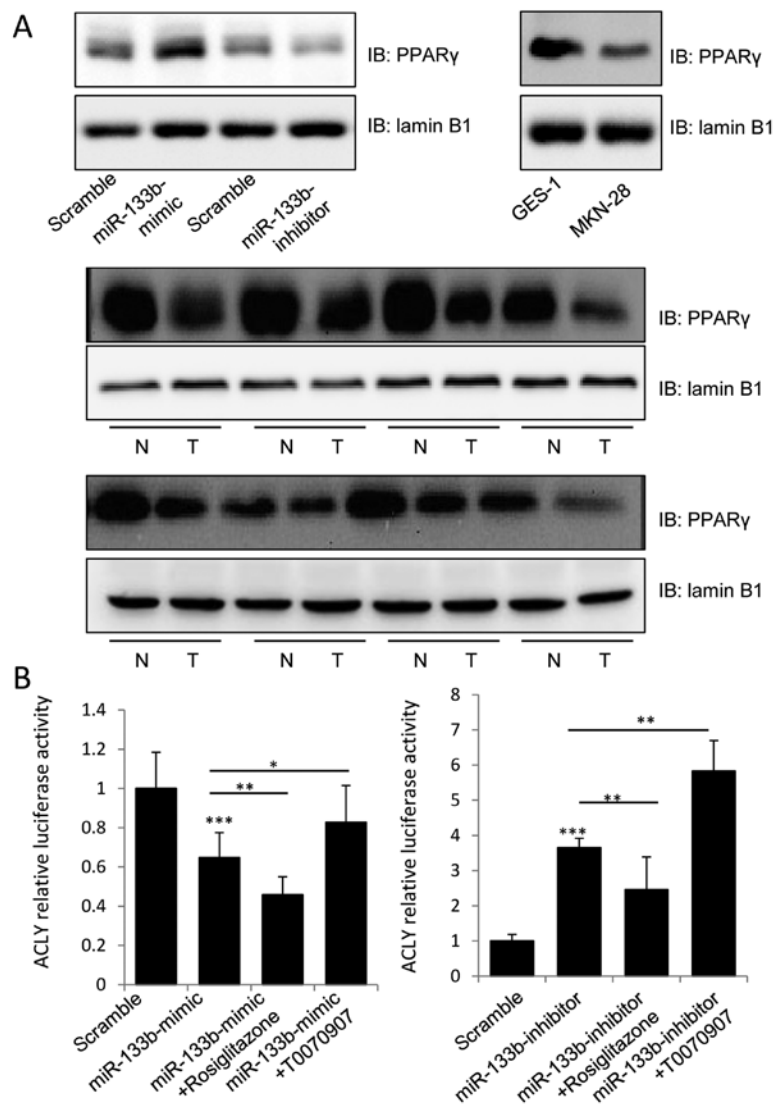 A
IB: PPARγ
IB: lamin B1
Scramble
miR-133b-
mimic
Scramble
miR-133b-
inhibitor
IB: PPARγ
IB: lamin B1
GES-1
MKN-28
IB: PPARγ
IB: lamin B1
N T N T N T N T
IB: PPARγ
IB: lamin B1
N T N T N T N T
B
ACLY relative luciferase activity
1.4
1.2
1
0.8
0.6
0.4
0.2
0
***
**
*
Scramble
miR-133b-mimic
miR-133b-mimic
+Rosiglitazone
miR-133b-mimic
+T0070907
ACLY relative luciferase activity
8
7
6
5
4
3
2
1
0
***
**
**
Scramble
miR-133b-inhibitor
miR-133b-inhibitor
+Rosiglitazone
miR-133b-inhibitor
+T0070907